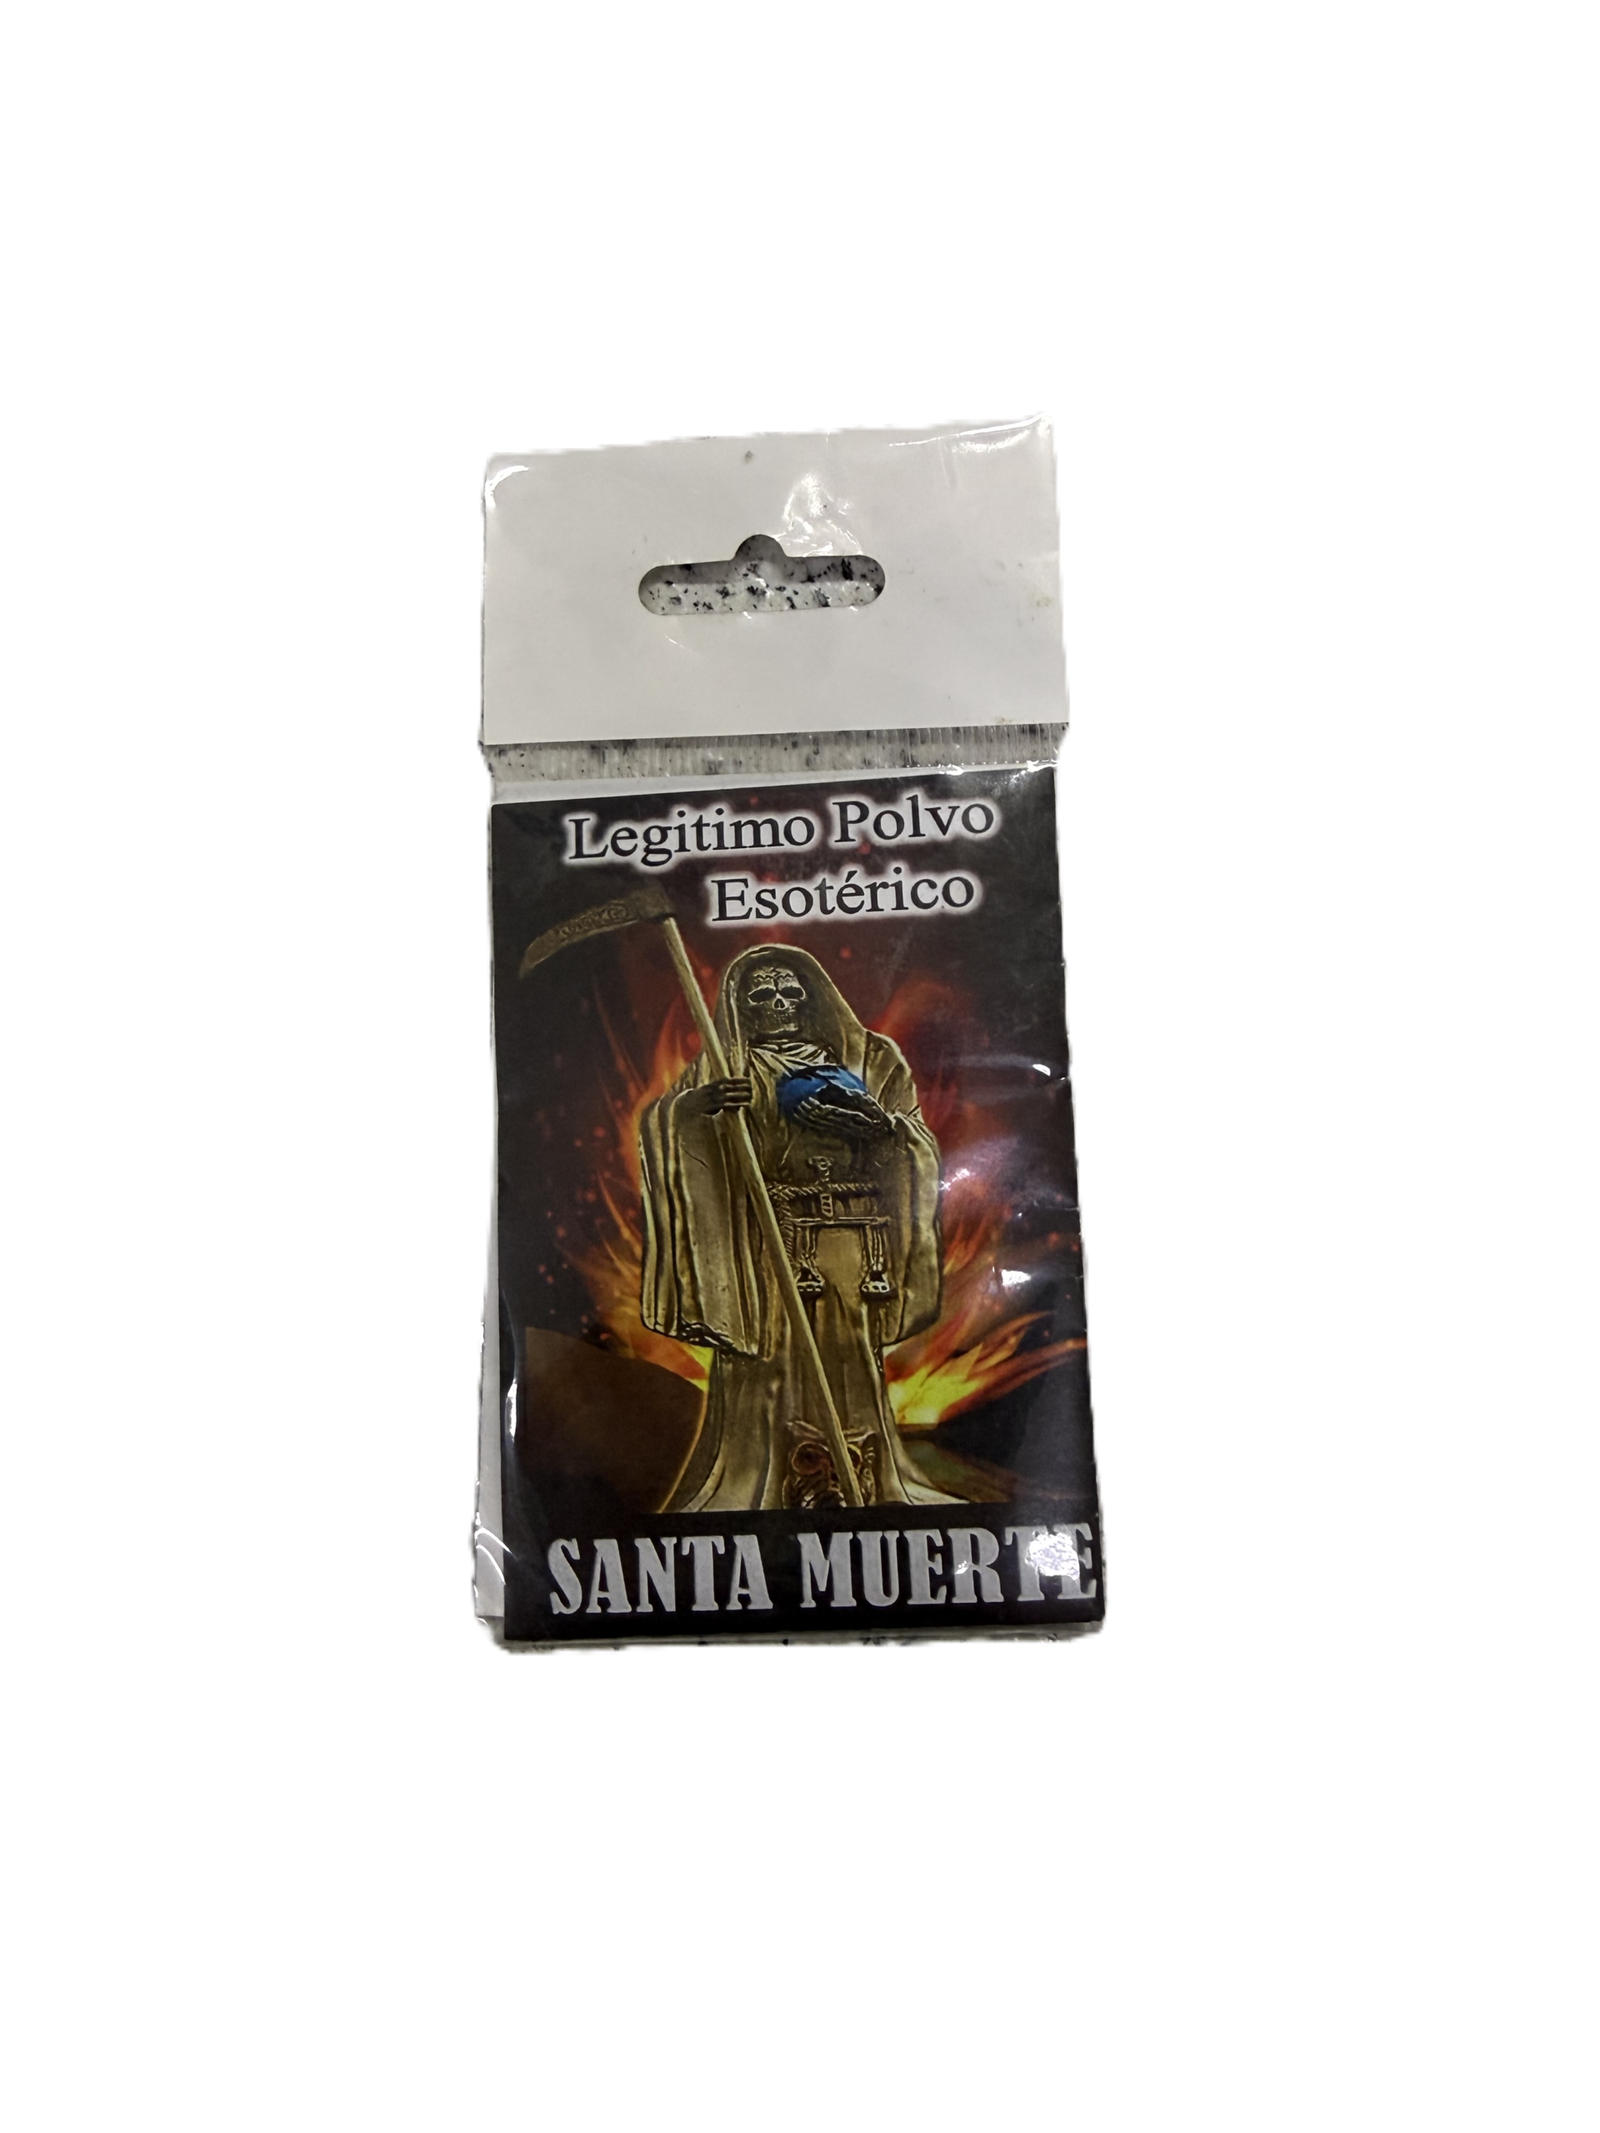 Legitimo Polvo
Esotérico
SANTA MUERTE